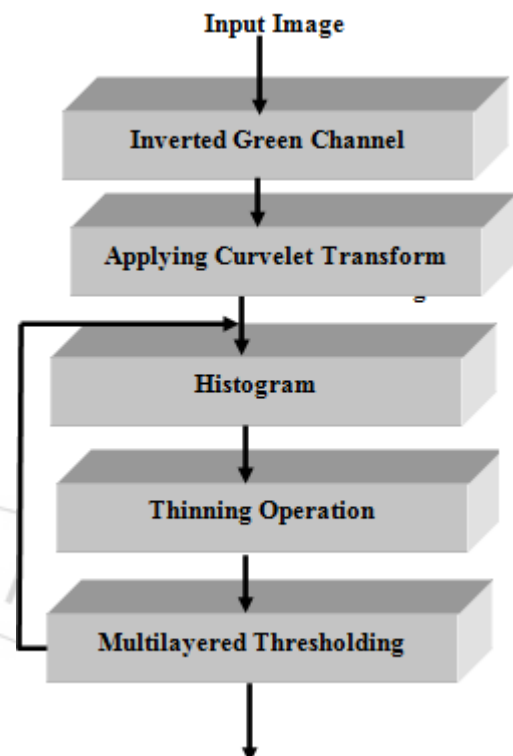 Input Image
Inverted Green Channel
Applying Curvelet Transform
Histogram
Thinning Operation
Multilayered Thresholding